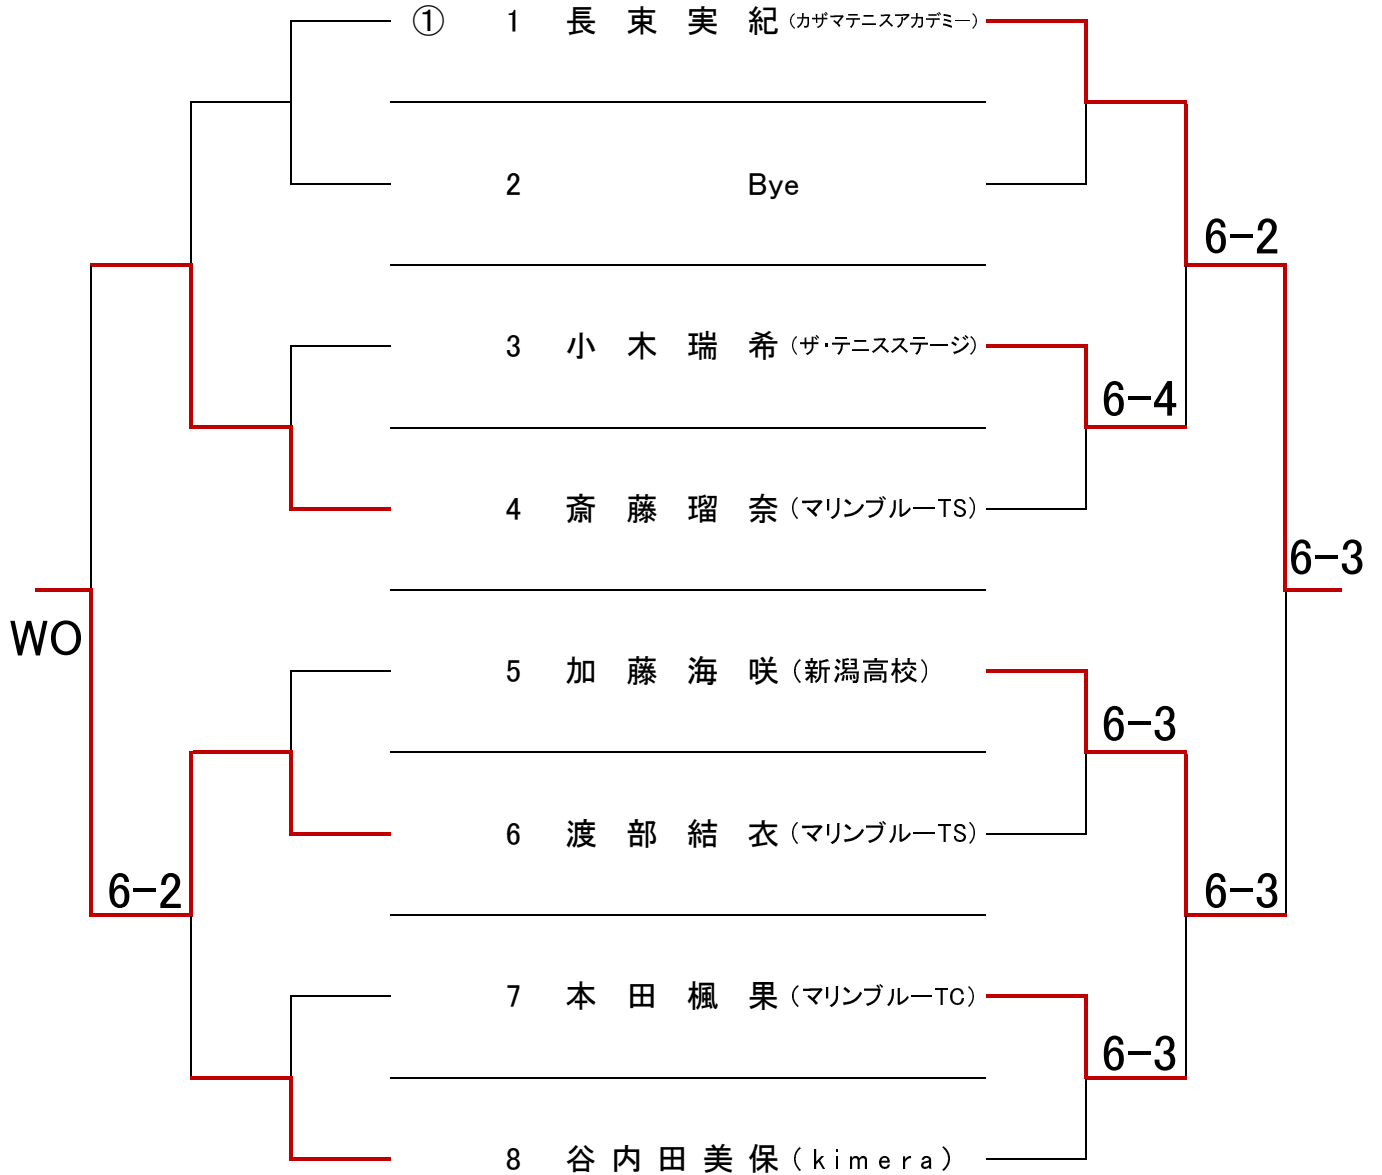 ① 1 長束実紀 (カザマテニスアカデミー)
2 Bye
6-2
3 小木瑞希 (ザ・テニスステージ)
6-4
4 斎藤瑠奈 (マリンブルーTS)
6-3
WO
5 加藤海咲 (新潟高校)
6-3
6 渡部結衣 (マリンブルーTS)
6-2
6-3
7 本田楓果 (マリンブルーTC)
6-3
8 谷内田美保 (kimera)